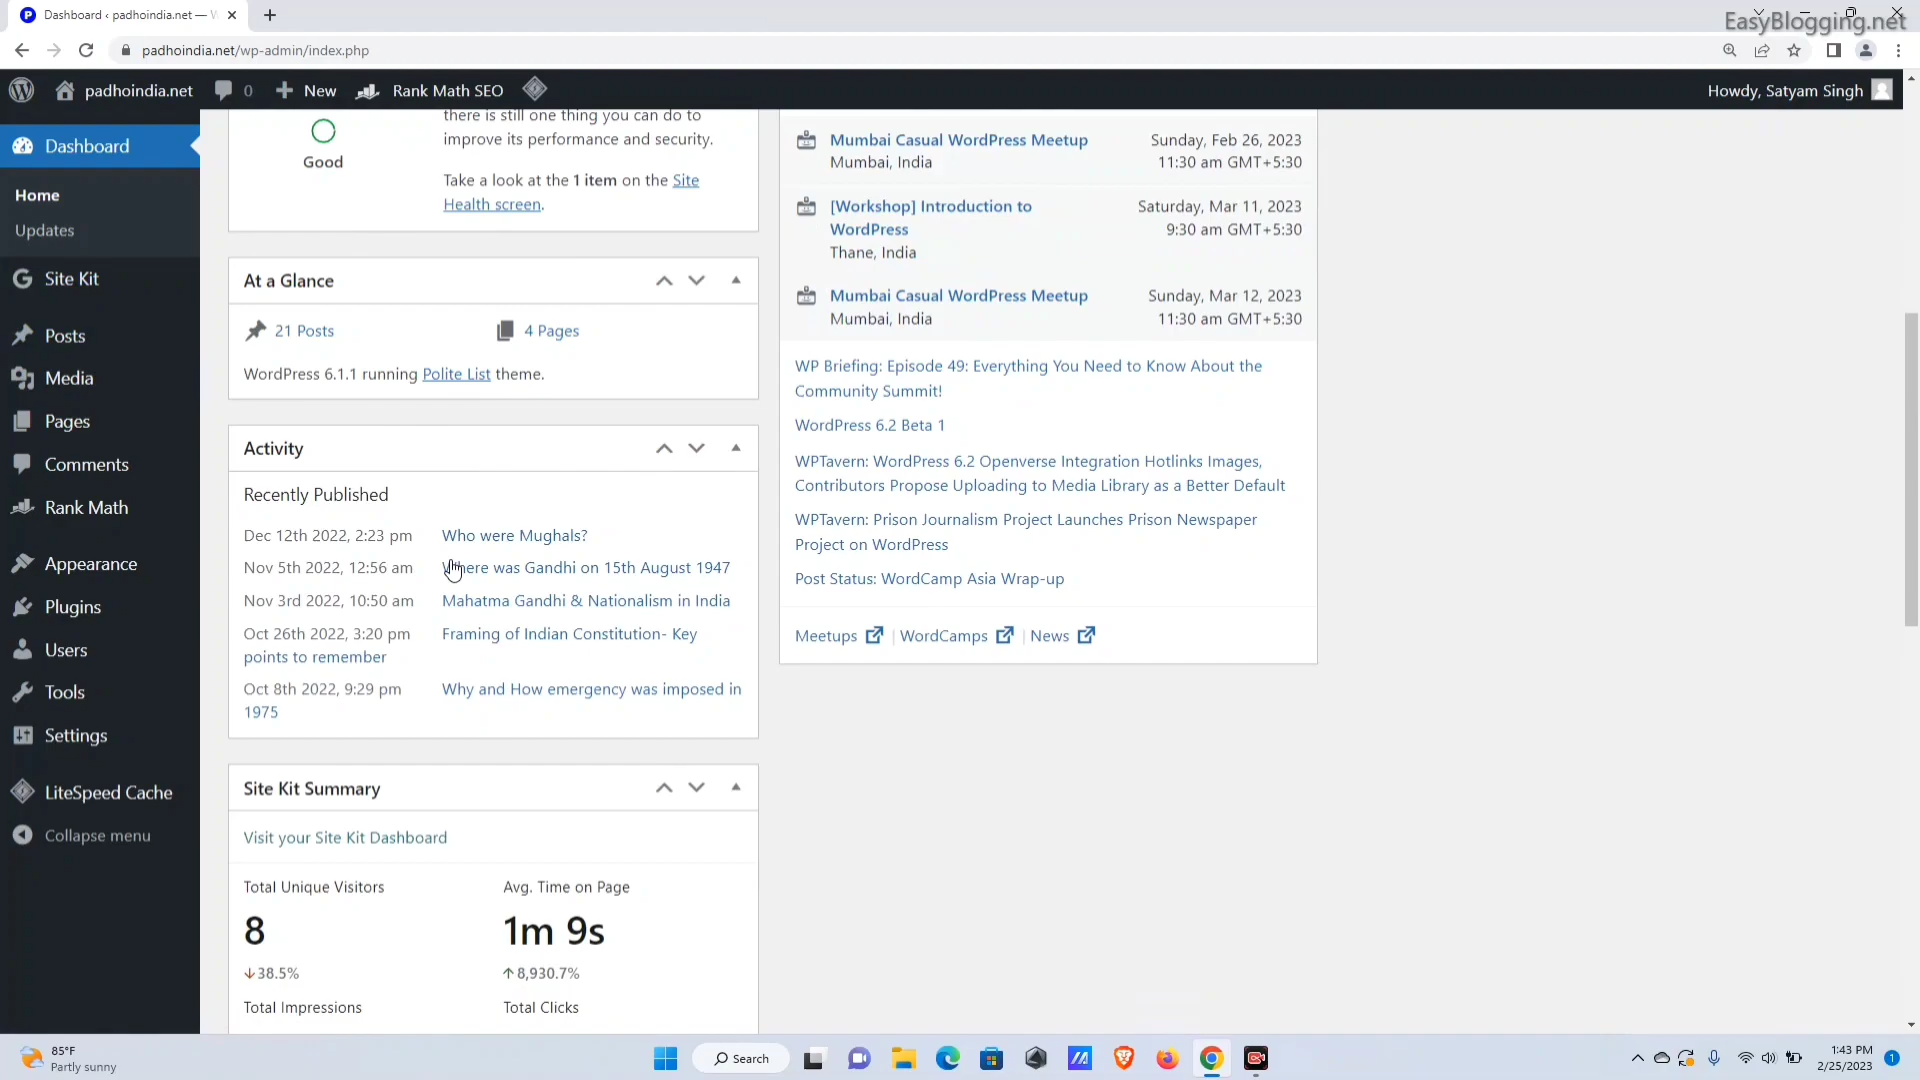 Dashboard ‹ padhoindia.net — W
EasyBlogging.net
padhoindia.net/wp-admin/index.php
padhoindia.net 0 New Rank Math SEO Howdy, Satyam Singh
Dashboard
Home
Updates
Site Kit
Posts
Media
Pages
Comments
Rank Math
Appearance
Plugins
Users
Tools
Settings
LiteSpeed Cache
Collapse menu
Good
there is still one thing you can do to
improve its performance and security.
Take a look at the 1 item on the Site
Health screen.
At a Glance
21 Posts 4 Pages
WordPress 6.1.1 running Polite List theme.
Activity
Recently Published
Dec 12th 2022, 2:23 pm Who were Mughals?
Nov 5th 2022, 12:56 am Where was Gandhi on 15th August 1947
Nov 3rd 2022, 10:50 am Mahatma Gandhi & Nationalism in India
Oct 26th 2022, 3:20 pm Framing of Indian Constitution- Key
points to remember
Oct 8th 2022, 9:29 pm Why and How emergency was imposed in
1975
Site Kit Summary
Visit your Site Kit Dashboard
Total Unique Visitors Avg. Time on Page
8 1m 9s
↓38.5% ↑8,930.7%
Total Impressions Total Clicks
Mumbai Casual WordPress Meetup Sunday, Feb 26, 2023
Mumbai, India 11:30 am GMT+5:30
[Workshop] Introduction to Saturday, Mar 11, 2023
WordPress 9:30 am GMT+5:30
Thane, India
Mumbai Casual WordPress Meetup Sunday, Mar 12, 2023
Mumbai, India 11:30 am GMT+5:30
WP Briefing: Episode 49: Everything You Need to Know About the
Community Summit!
WordPress 6.2 Beta 1
WPTavern: WordPress 6.2 Openverse Integration Hotlinks Images,
Contributors Propose Uploading to Media Library as a Better Default
WPTavern: Prison Journalism Project Launches Prison Newspaper
Project on WordPress
Post Status: WordCamp Asia Wrap-up
Meetups | WordCamps | News
85°F
Partly sunny
Search
1:43 PM
2/25/2023
1